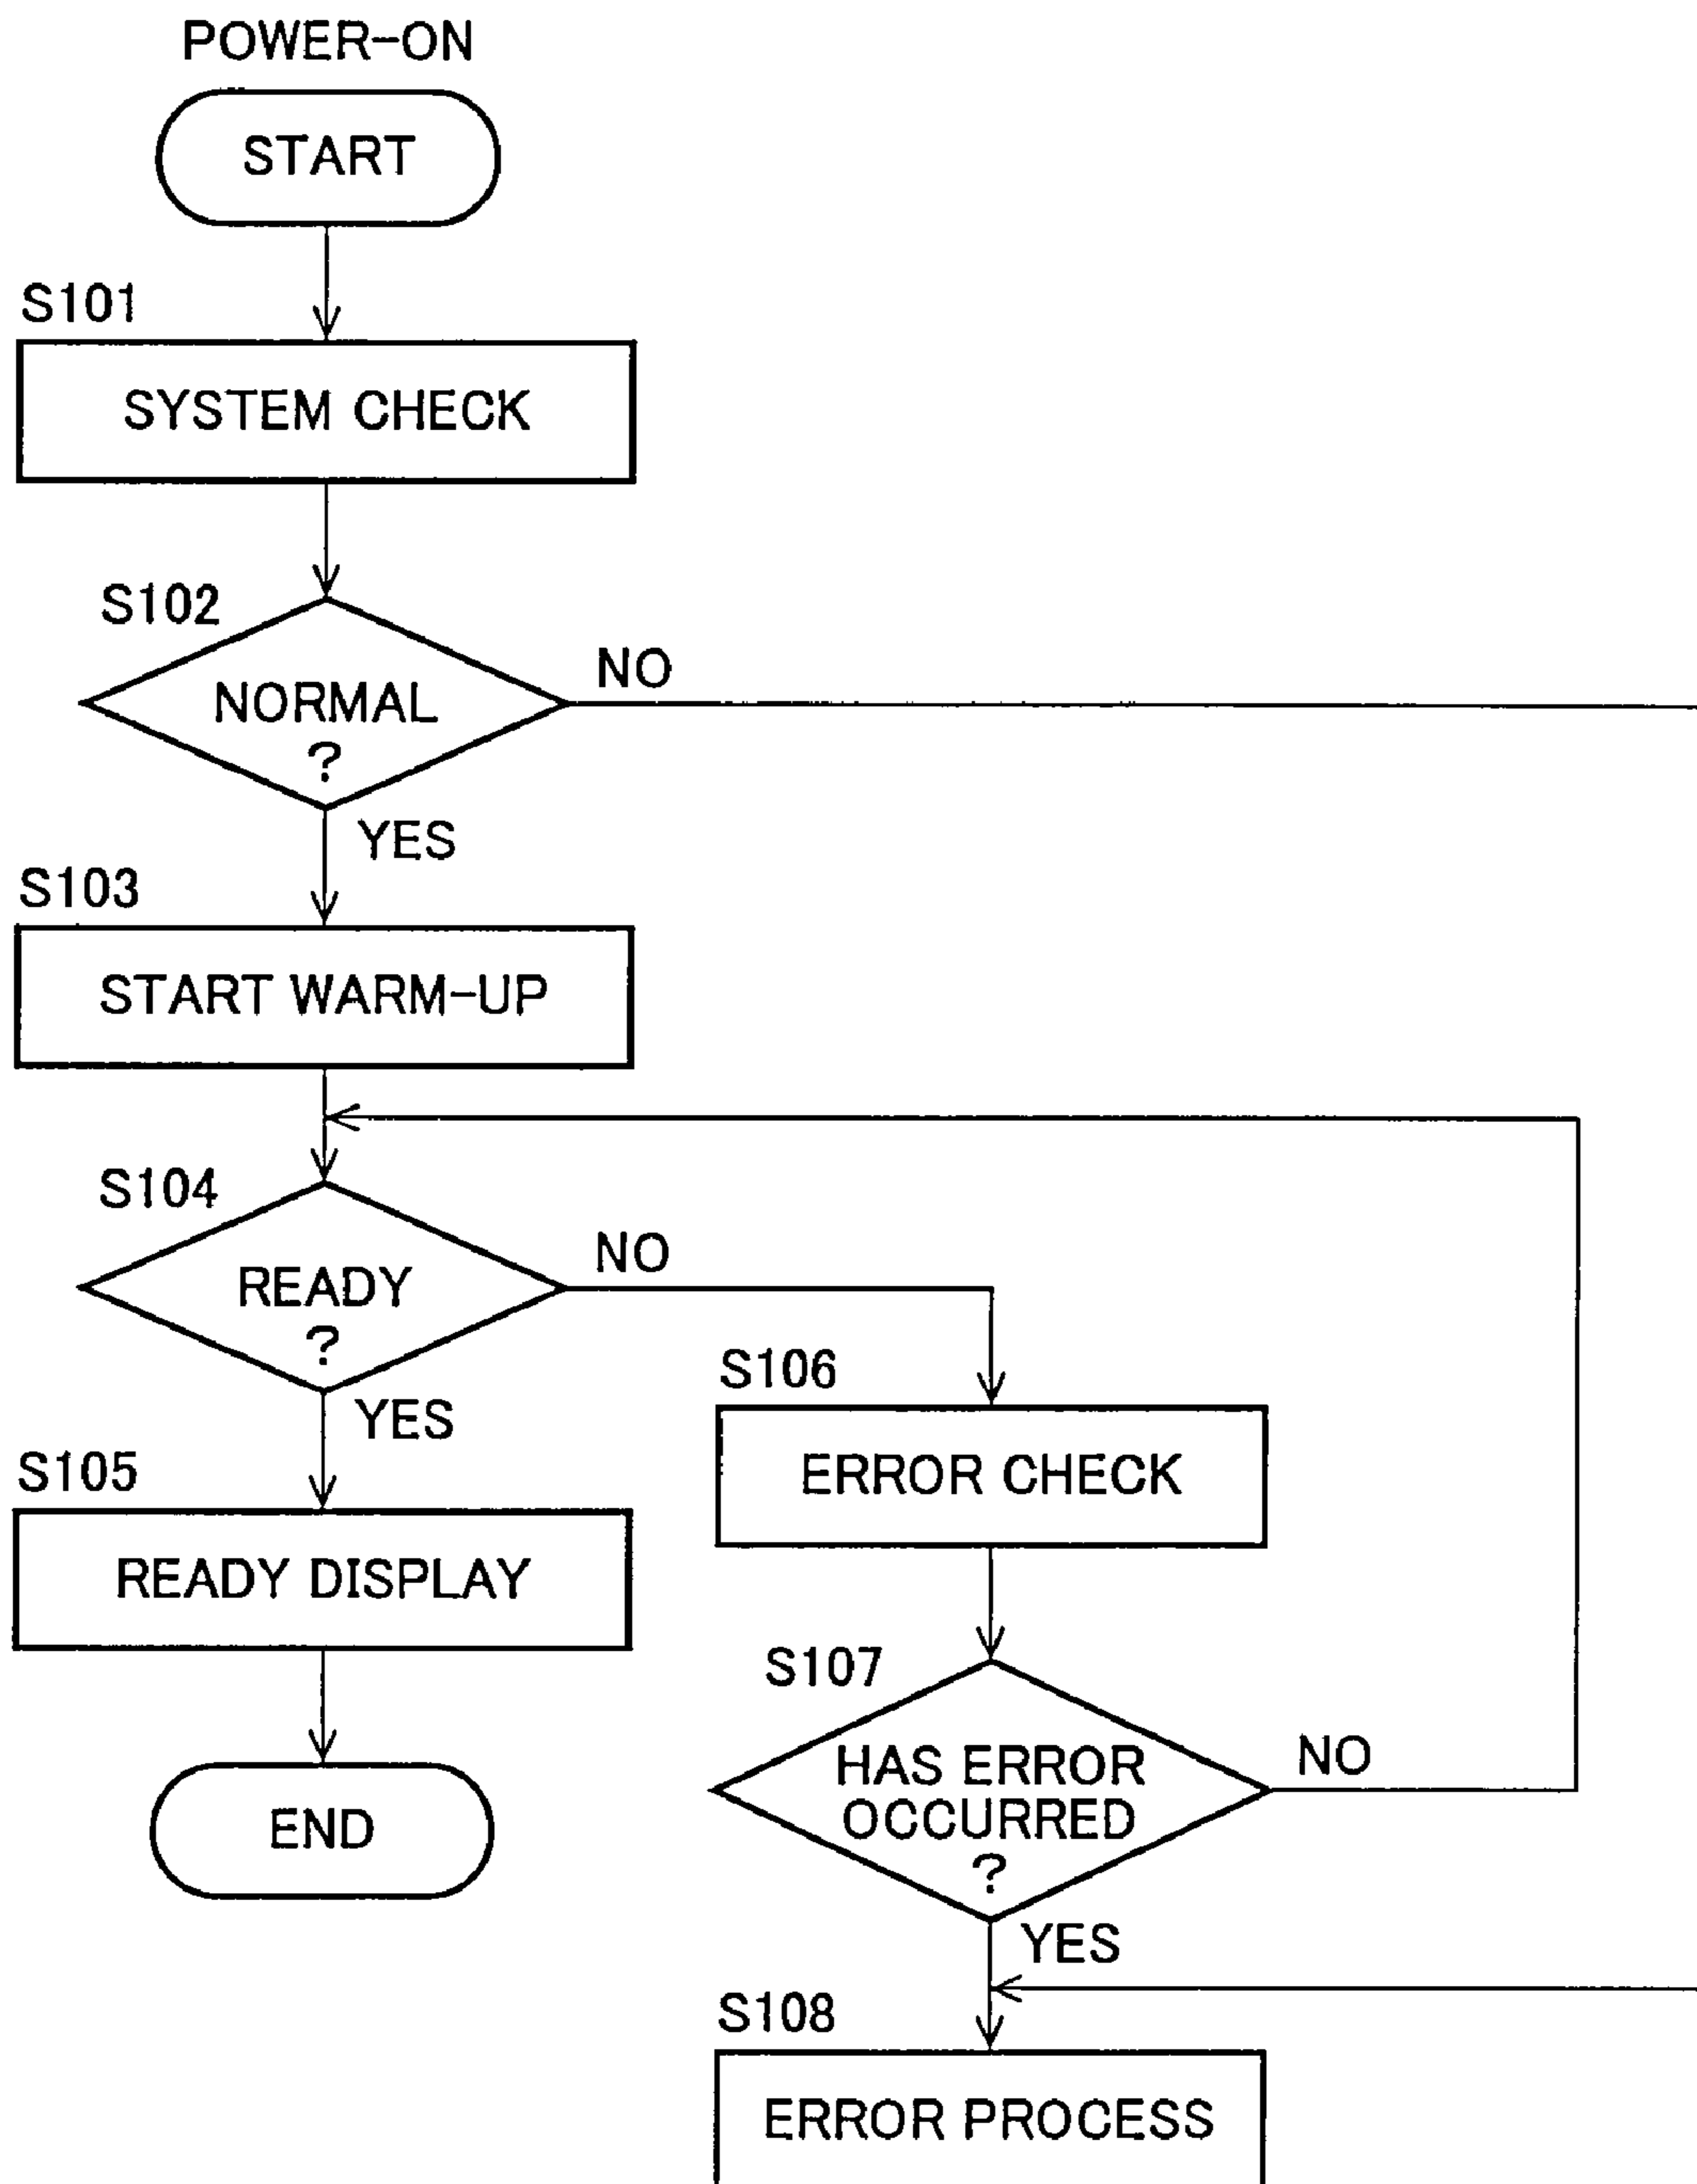 POWER-ON
START
S101
SYSTEM CHECK
S102
NORMAL
?
NO
YES
S103
START WARM-UP
S104
READY
?
NO
YES
S105
READY DISPLAY
END
S106
ERROR CHECK
S107
HAS ERROR
OCCURRED
?
NO
YES
S108
ERROR PROCESS